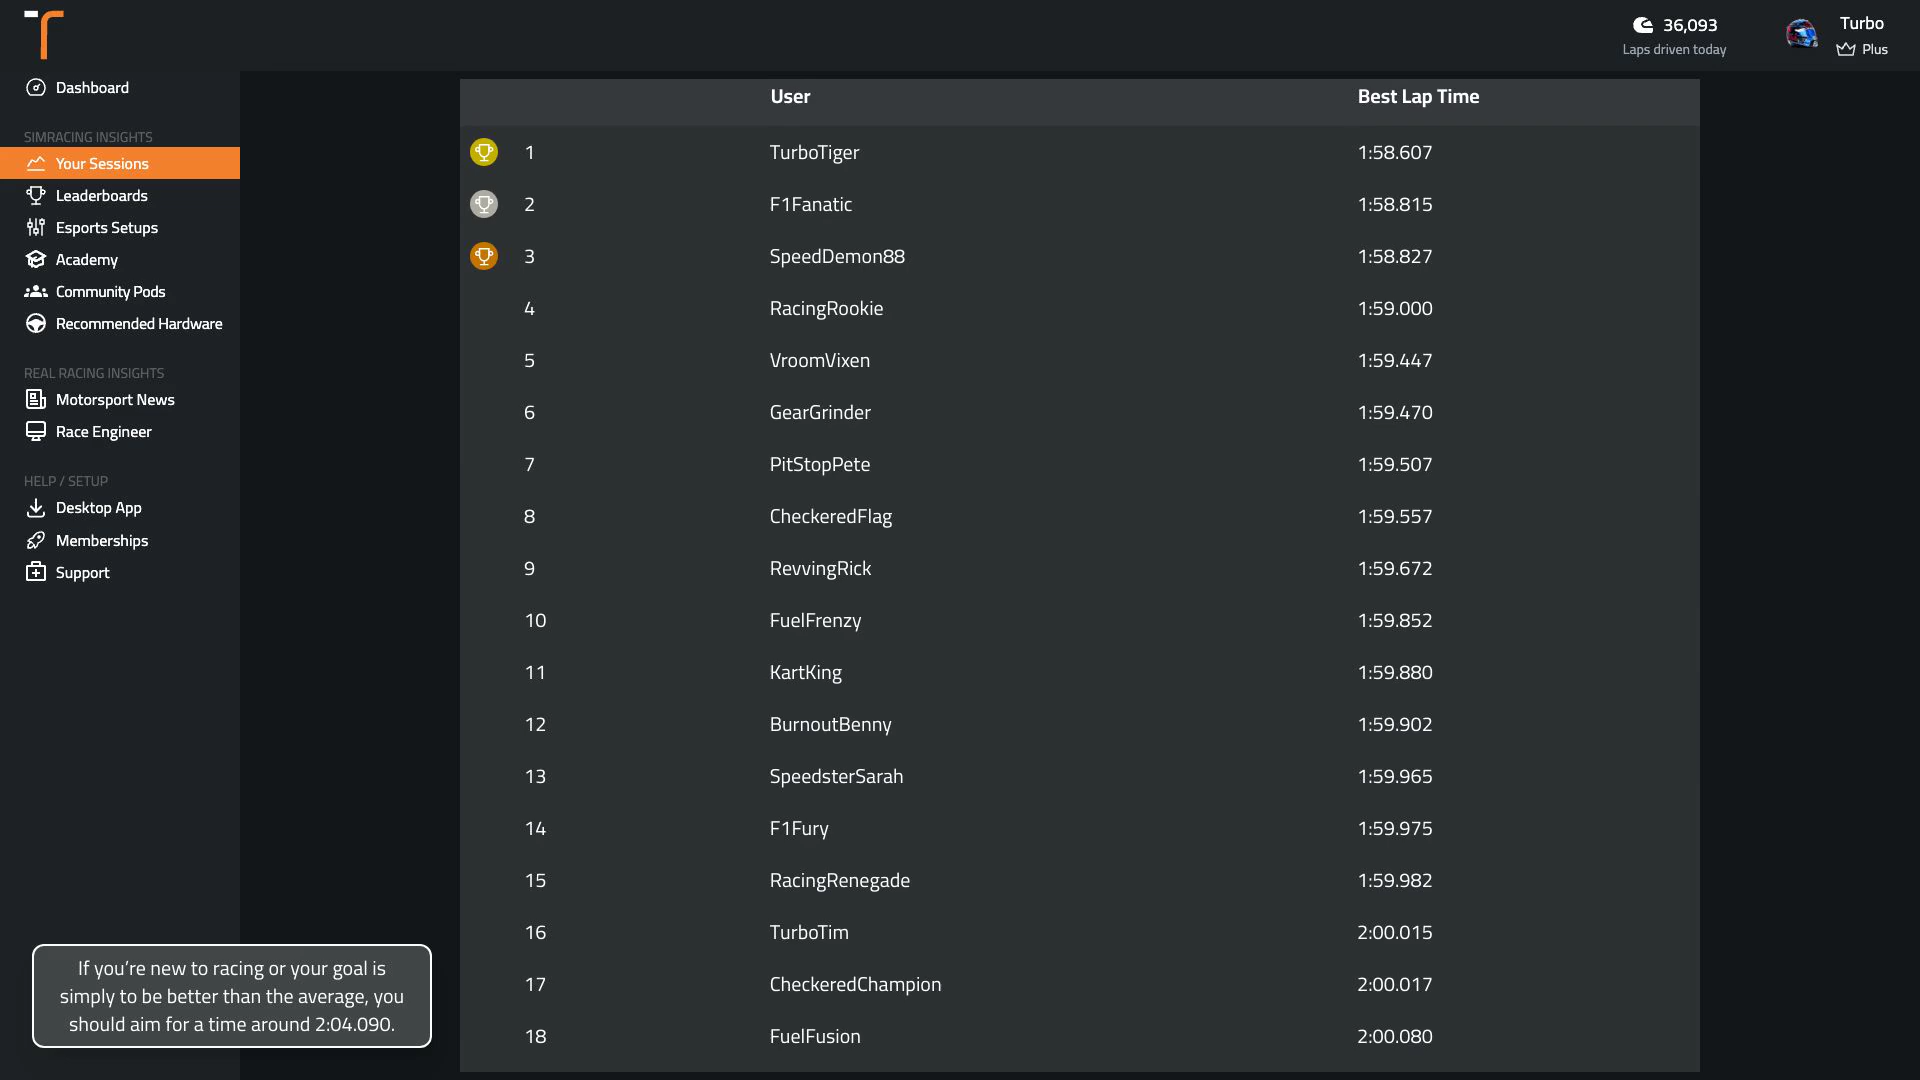 36,093
Laps driven today
Turbo
Plus
Dashboard
SIMRACING INSIGHTS
Your Sessions
Leaderboards
Esports Setups
Academy
Community Pods
Recommended Hardware
REAL RACING INSIGHTS
Motorsport News
Race Engineer
HELP / SETUP
Desktop App
Memberships
Support
User Best Lap Time
1 TurboTiger 1:58.607
2 F1Fanatic 1:58.815
3 SpeedDemon88 1:58.827
4 RacingRookie 1:59.000
5 VroomVixen 1:59.447
6 GearGrinder 1:59.470
7 PitStopPete 1:59.507
8 CheckeredFlag 1:59.557
9 RevvingRick 1:59.672
10 FuelFrenzy 1:59.852
11 KartKing 1:59.880
12 BurnoutBenny 1:59.902
13 SpeedsterSarah 1:59.965
14 F1Fury 1:59.975
15 RacingRenegade 1:59.982
16 TurboTim 2:00.015
17 CheckeredChampion 2:00.017
18 FuelFusion 2:00.080
If you’re new to racing or your goal is
simply to be better than the average, you
should aim for a time around 2:04.090.